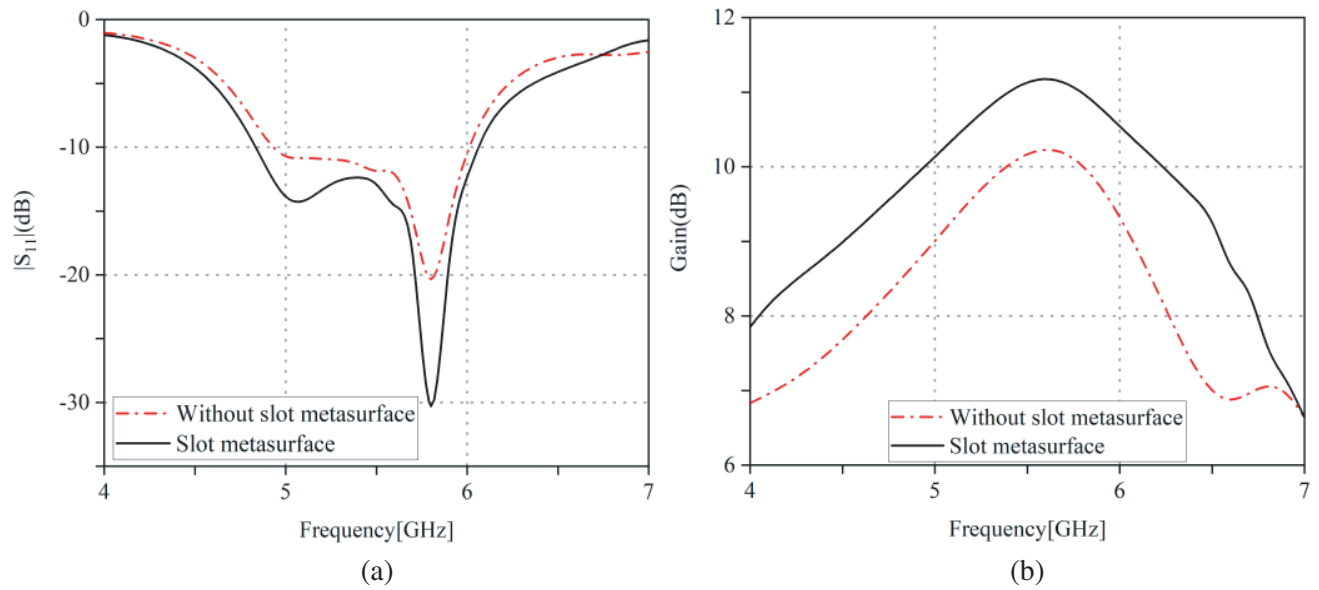 0
-10
-20
-30
|S11|(dB)
Without slot metasurface
Slot metasurface
4 5 6 7
Frequency[GHz]
(a)
12
10
8
6
Gain(dB)
Without slot metasurface
Slot metasurface
4 5 6 7
Frequency[GHz]
(b)